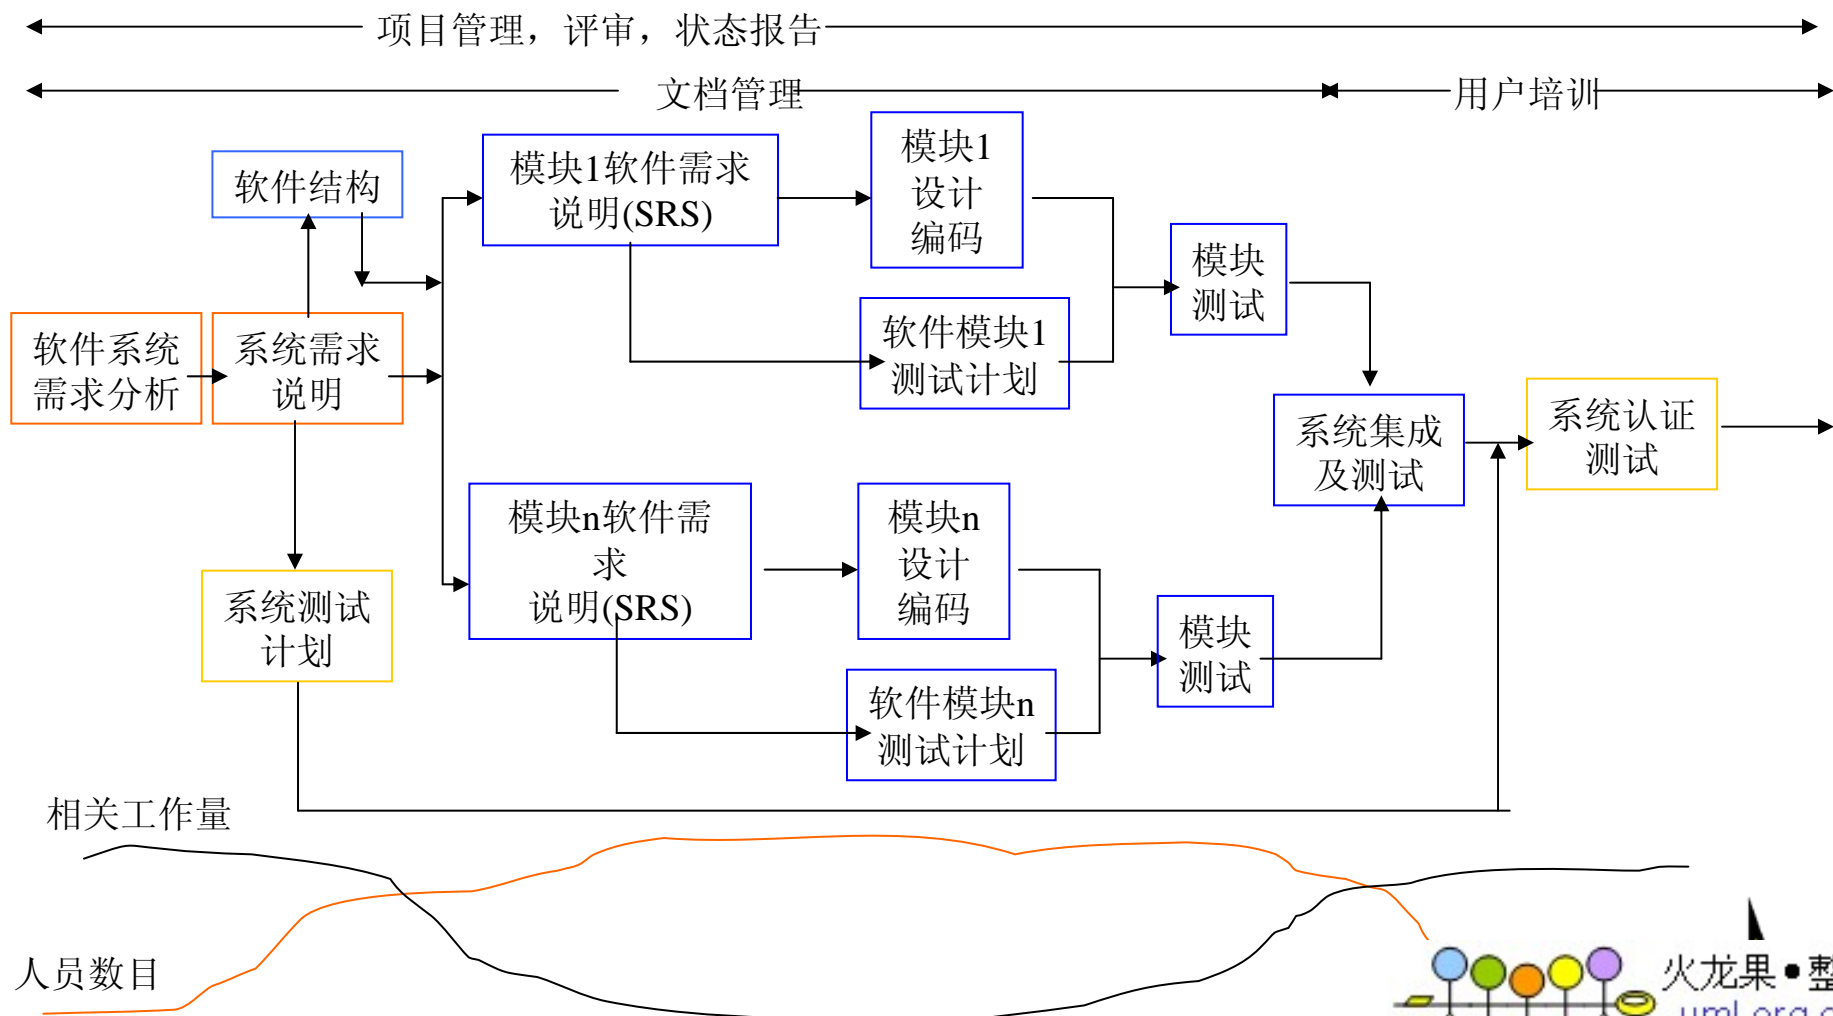 项目管理，评审，状态报告
文档管理
用户培训
软件结构
模块1软件需求
说明(SRS)
模块1
设计
编码
模块
测试
软件系统
需求分析
系统需求
说明
软件模块1
测试计划
系统集成
及测试
系统认证
测试
模块n软件需
求
说明(SRS)
模块n
设计
编码
系统测试
计划
模块
测试
软件模块n
测试计划
相关工作量
人员数目
火龙果•整
uml.org.c